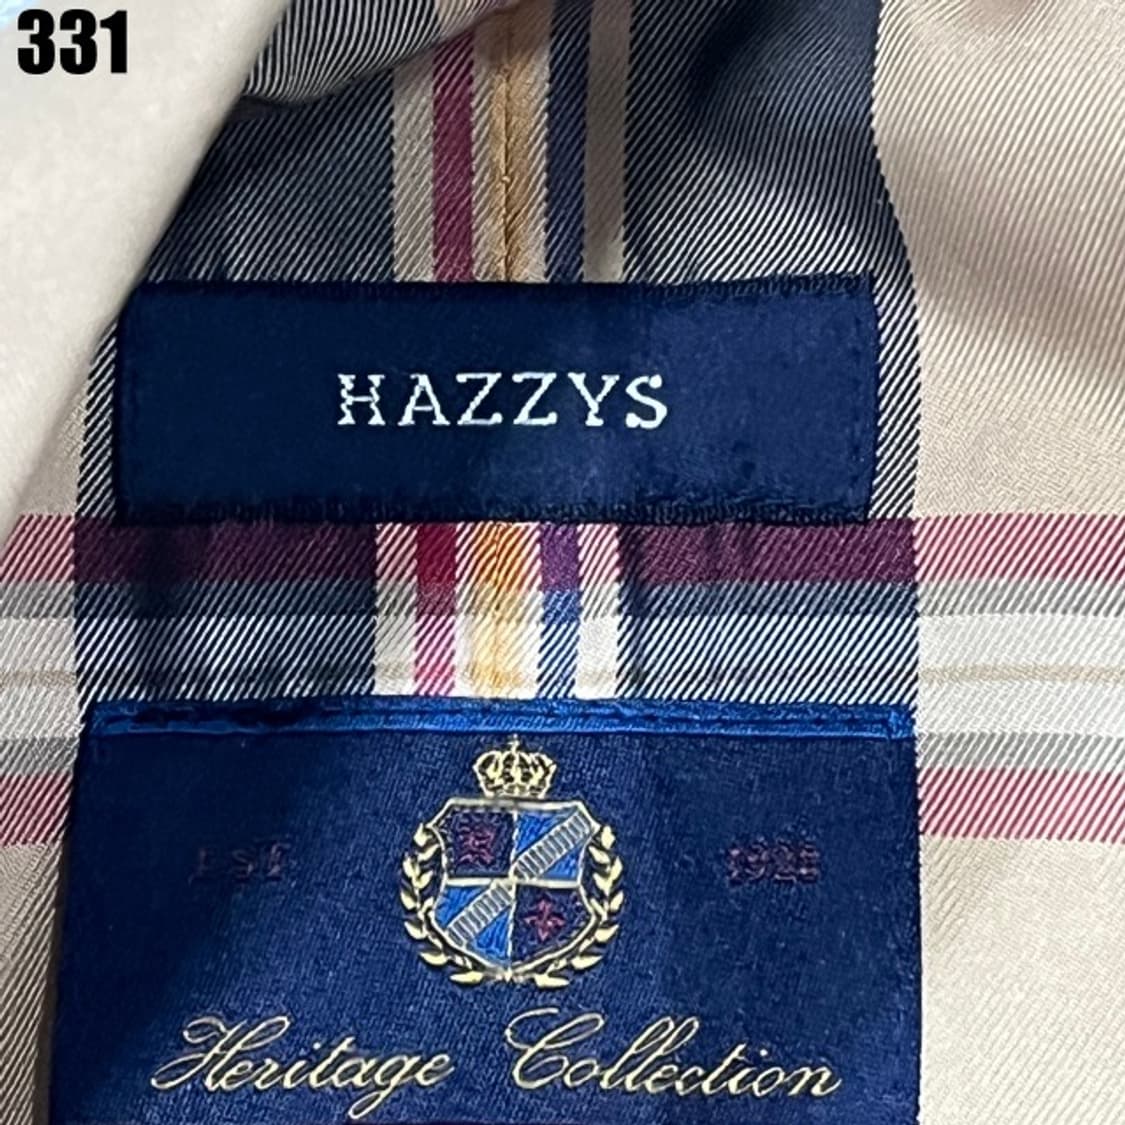 331
HAZZYS
EST 1928
Heritage Collection